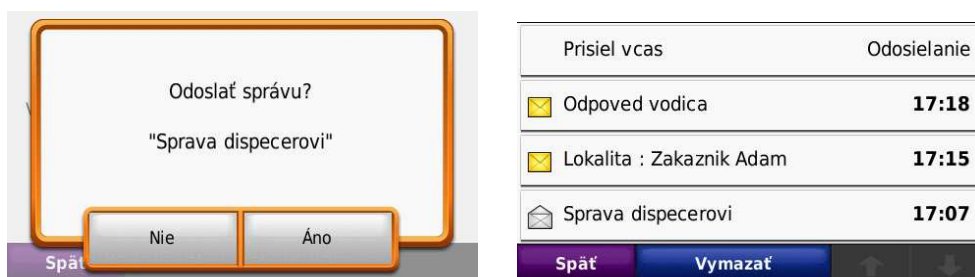 Odoslať správu?
"Sprava dispecerovi"
Nie
Áno
Späť
Prisiel vcas
Odosielanie
Odpoved vodica
17:18
Lokalita : Zakaznik Adam
17:15
Sprava dispecerovi
17:07
Späť
Vymazať